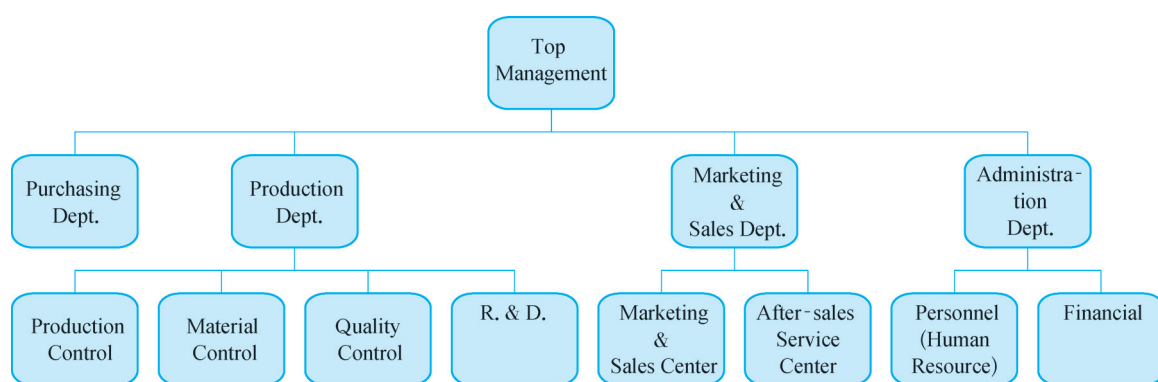 Top
Management
Purchasing
Dept.
Production
Dept.
Marketing
&
Sales Dept.
Administra-
tion
Dept.
Production
Control
Material
Control
Quality
Control
R. & D.
Marketing
&
Sales Center
After-sales
Service
Center
Personnel
(Human
Resource)
Financial